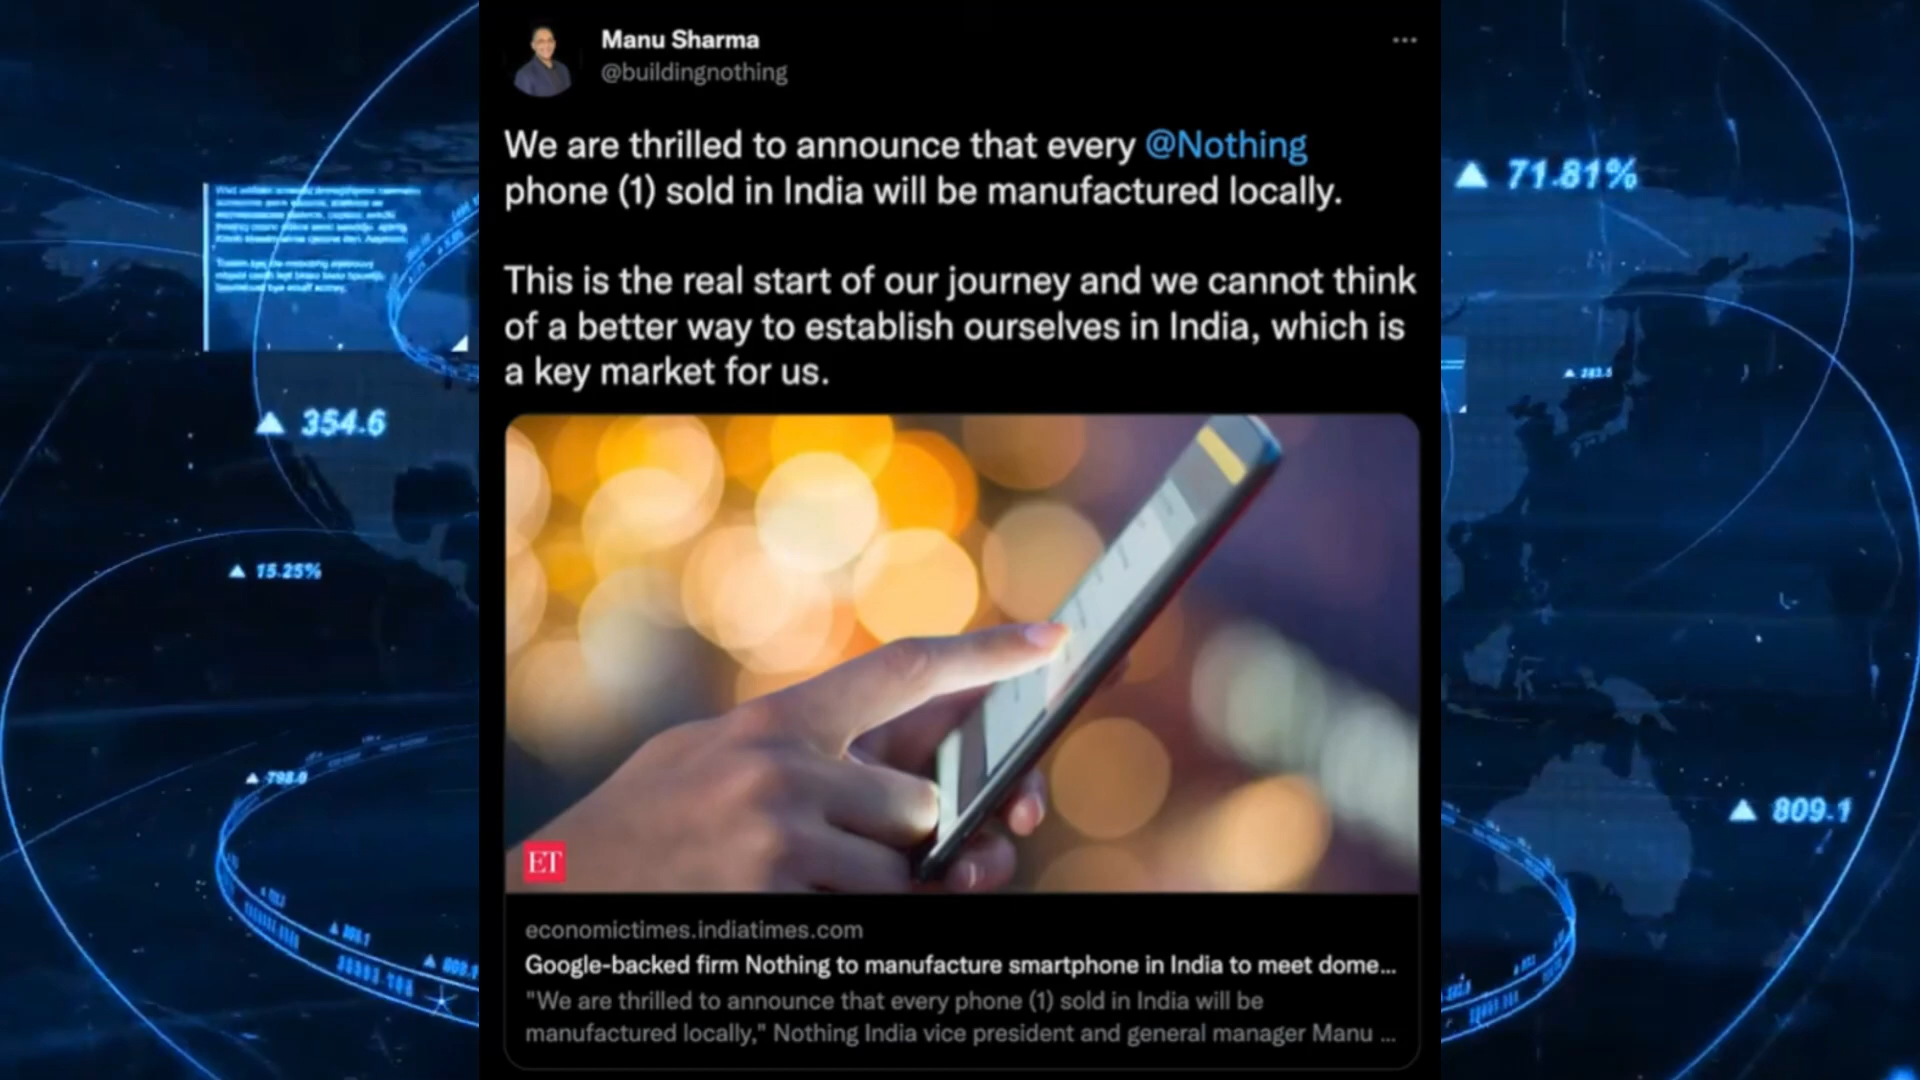 Manu Sharma
@buildingnothing
We are thrilled to announce that every @Nothing
phone (1) sold in India will be manufactured locally.
This is the real start of our journey and we cannot think
of a better way to establish ourselves in India, which is
a key market for us.
ET
economictimes.indiatimes.com
Google-backed firm Nothing to manufacture smartphone in India to meet dome...
"We are thrilled to announce that every phone (1) sold in India will be
manufactured locally," Nothing India vice president and general manager Manu ...
▲ 354.6
▲ 15.25%
▲ 798.9
▲ 71.81%
▲ 809.1